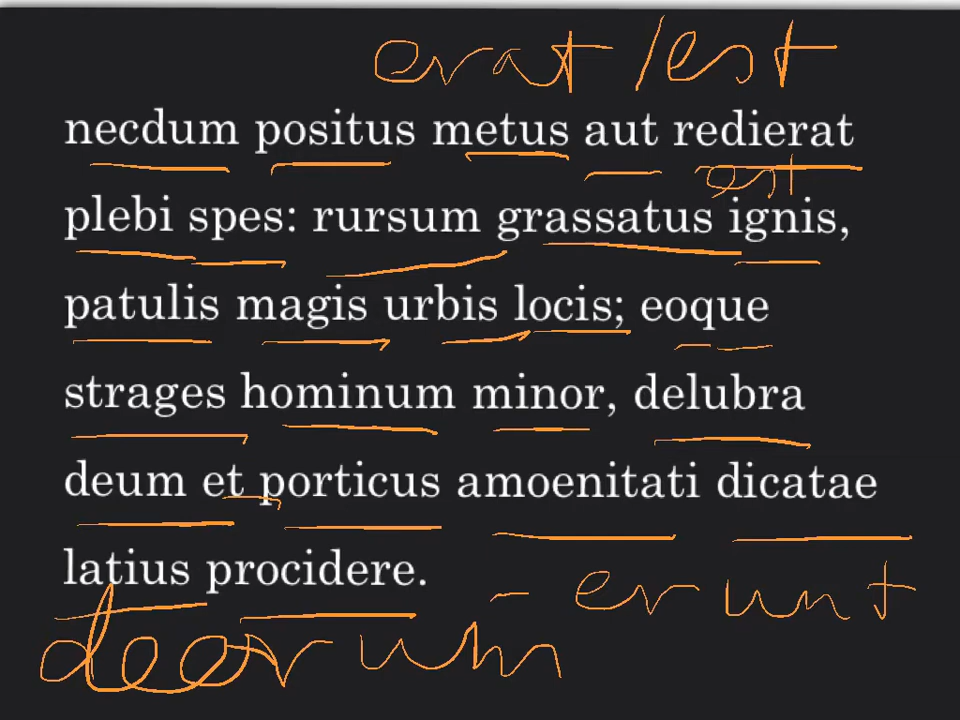 erat/est
necdum positus metus aut redierat
est
plebi spes: rursum grassatus ignis,
patulis magis urbis locis; eoque
strages hominum minor, delubra
deum et porticus amoenitati dicatae
latius procidere.
- erunt
deorum